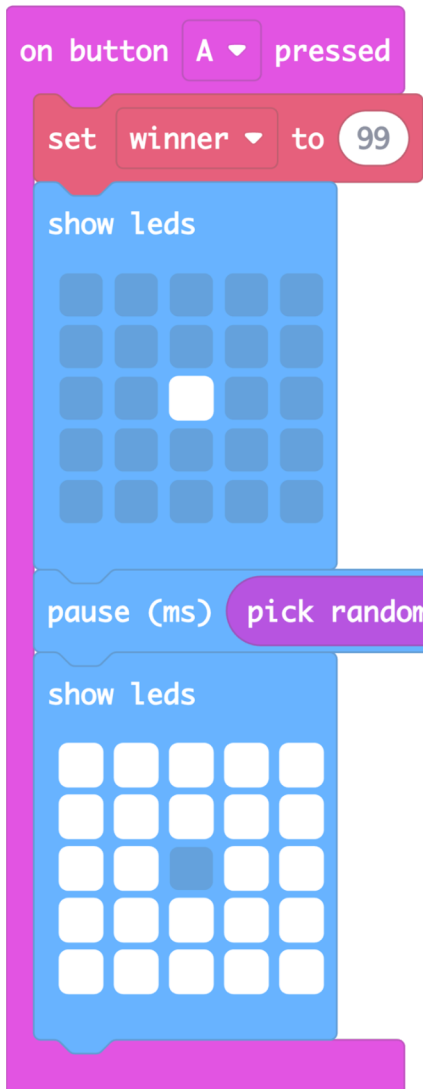 on button A pressed
set winner to 99
show leds
pause (ms) pick random
show leds